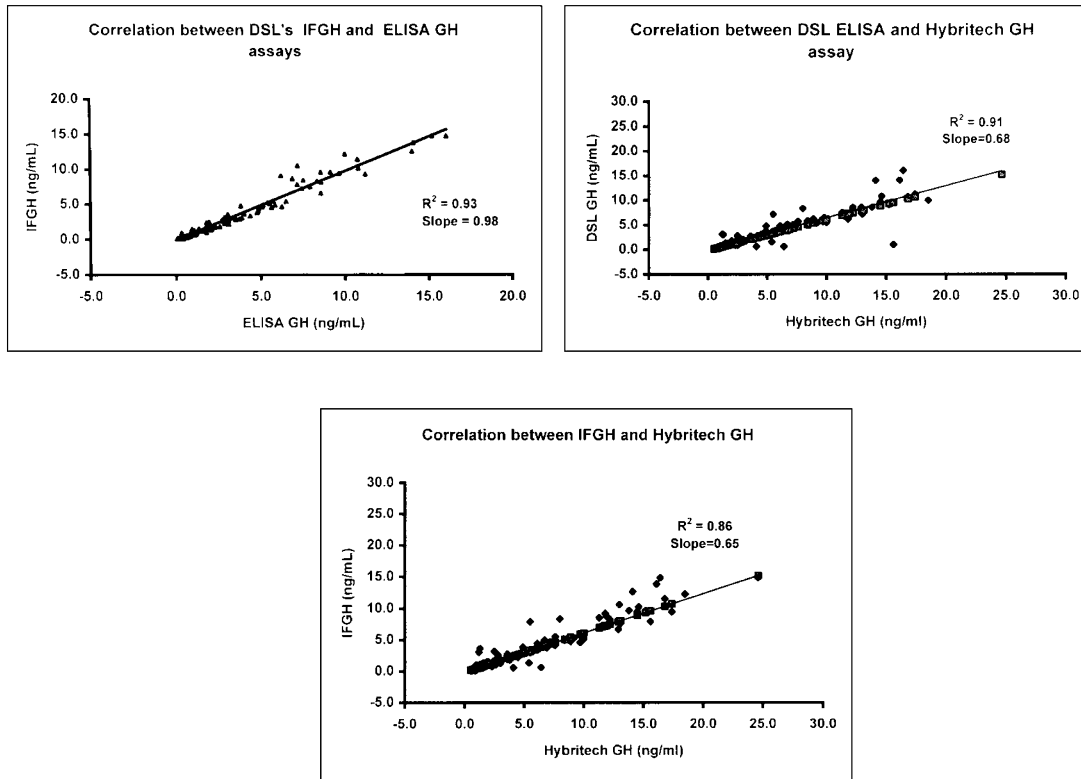 Correlation between DSL's IFGH and ELISA GH
assays
20.0
15.0
10.0
5.0
0.0
-5.0
IFGH (ng/mL)
R² = 0.93
Slope = 0.98
-5.0 0.0 5.0 10.0 15.0 20.0
ELISA GH (ng/mL)
Correlation between DSL ELISA and Hybritech GH
assay
30.0
25.0
20.0
15.0
10.0
5.0
0.0
-5.0
DSL GH (ng/mL)
R² = 0.91
Slope=0.68
-5.0 0.0 5.0 10.0 15.0 20.0 25.0 30.0
Hybritech GH (ng/ml)
Correlation between IFGH and Hybritech GH
30.0
25.0
20.0
15.0
10.0
5.0
0.0
-5.0
IFGH (ng/mL)
R² = 0.86
Slope=0.65
-5.0 0.0 5.0 10.0 15.0 20.0 25.0 30.0
Hybritech GH (ng/ml)